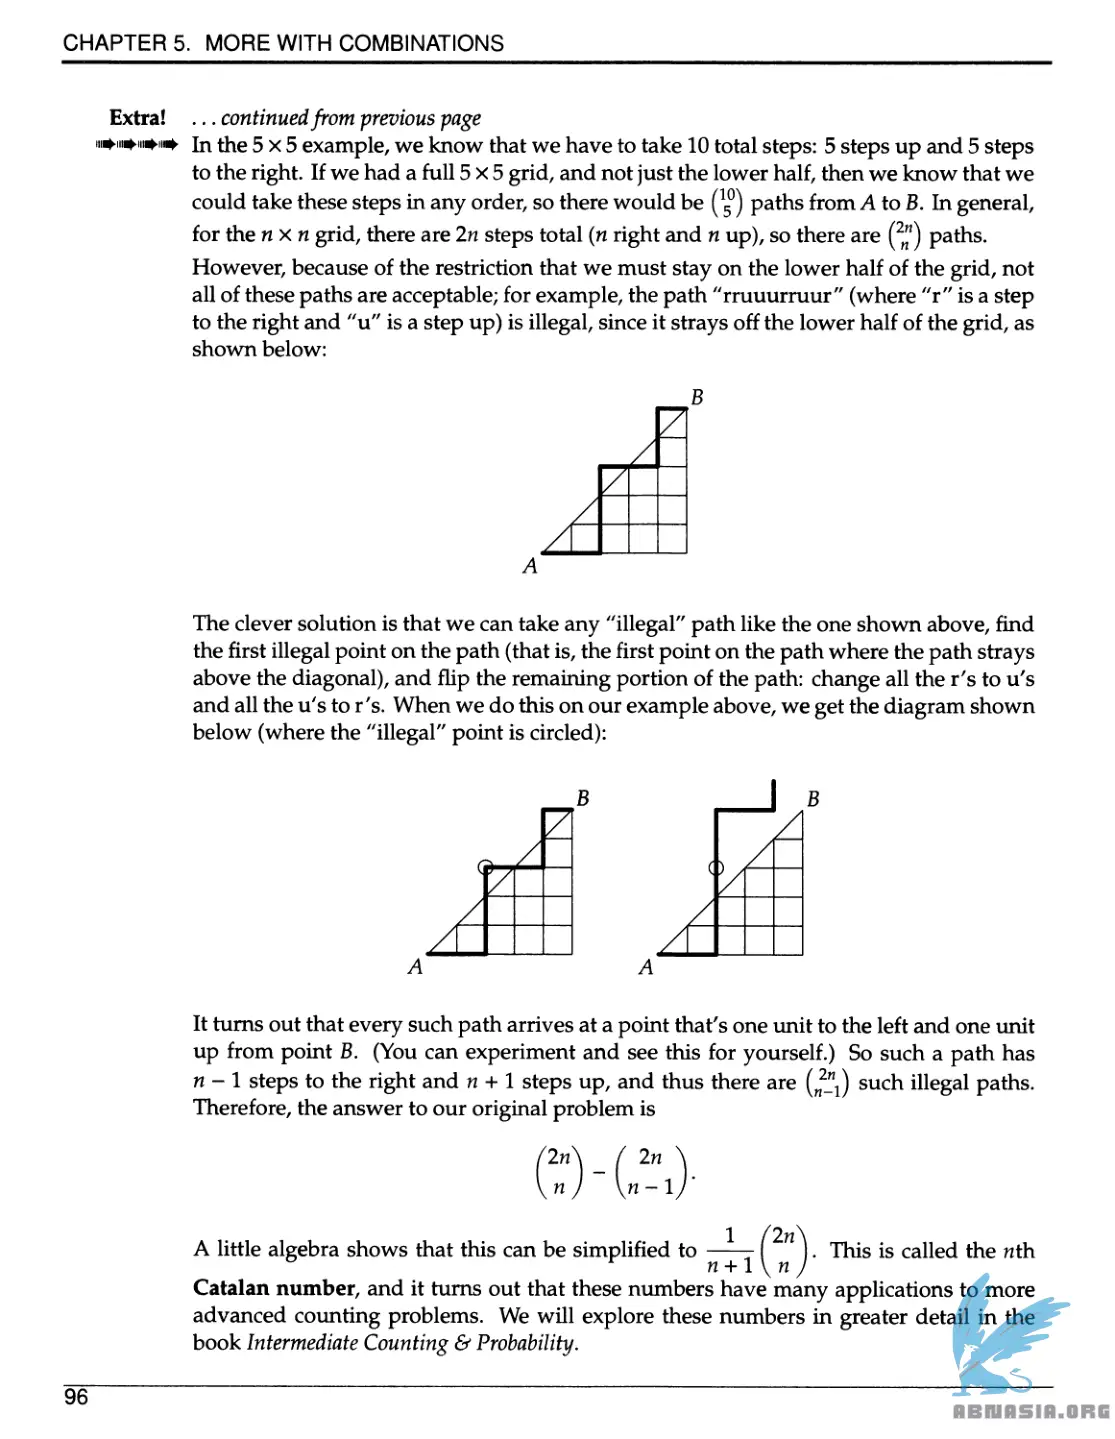 CHAPTER 5. MORE WITH COMBINATIONS
Extra! . . . continued from previous page
In the 5 × 5 example, we know that we have to take 10 total steps: 5 steps up and 5 steps
to the right. If we had a full 5 × 5 grid, and not just the lower half, then we know that we
could take these steps in any order, so there would be (10 5) paths from A to B. In general,
for the n × n grid, there are 2n steps total (n right and n up), so there are (2n n) paths.
However, because of the restriction that we must stay on the lower half of the grid, not
all of these paths are acceptable; for example, the path "rruuurruur" (where "r" is a step
to the right and "u" is a step up) is illegal, since it strays off the lower half of the grid, as
shown below:
B
A
The clever solution is that we can take any "illegal" path like the one shown above, find
the first illegal point on the path (that is, the first point on the path where the path strays
above the diagonal), and flip the remaining portion of the path: change all the r's to u's
and all the u's to r's. When we do this on our example above, we get the diagram shown
below (where the "illegal" point is circled):
B B
A A
It turns out that every such path arrives at a point that's one unit to the left and one unit
up from point B. (You can experiment and see this for yourself.) So such a path has
n − 1 steps to the right and n + 1 steps up, and thus there are (2n n−1) such illegal paths.
Therefore, the answer to our original problem is
(2n n) − (2n n − 1).
A little algebra shows that this can be simplified to 1/(n + 1) (2n n). This is called the nth
Catalan number, and it turns out that these numbers have many applications to more
advanced counting problems. We will explore these numbers in greater detail in the
book Intermediate Counting & Probability.
96
ABNASIA.ORG